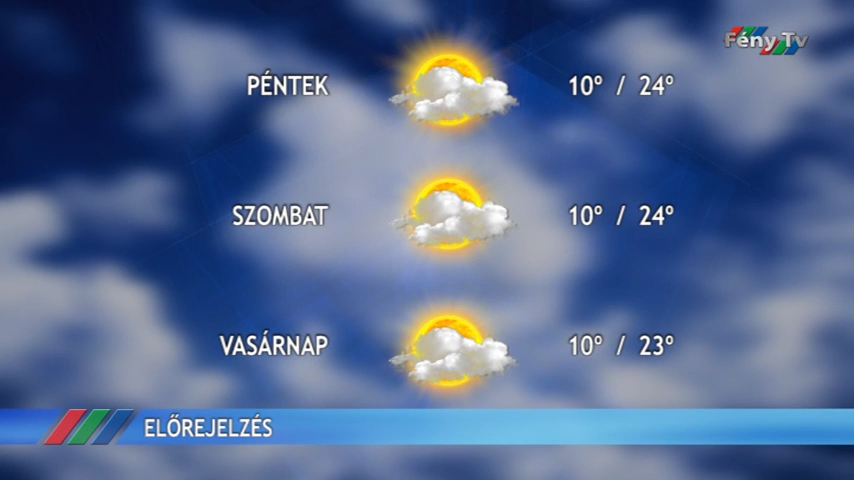 Fény Tv
PÉNTEK 10° / 24°
SZOMBAT 10° / 24°
VASÁRNAP 10° / 23°
ELŐREJELZÉS